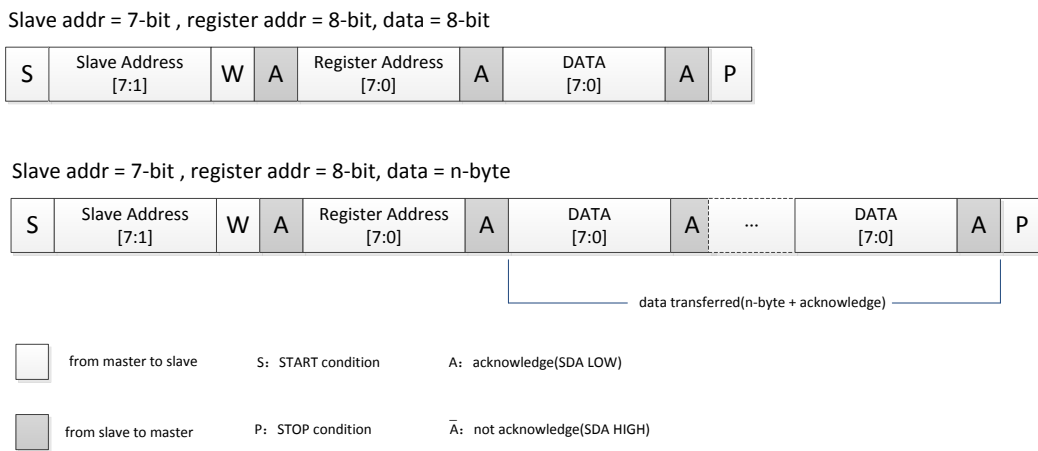 Slave addr = 7-bit , register addr = 8-bit, data = 8-bit
S Slave Address [7:1] W A Register Address [7:0] A DATA [7:0] A P
Slave addr = 7-bit , register addr = 8-bit, data = n-byte
S Slave Address [7:1] W A Register Address [7:0] A DATA [7:0] A ... DATA [7:0] A P
data transferred(n-byte + acknowledge)
from master to slave S：START condition A：acknowledge(SDA LOW)
from slave to master P：STOP condition A̅：not acknowledge(SDA HIGH)